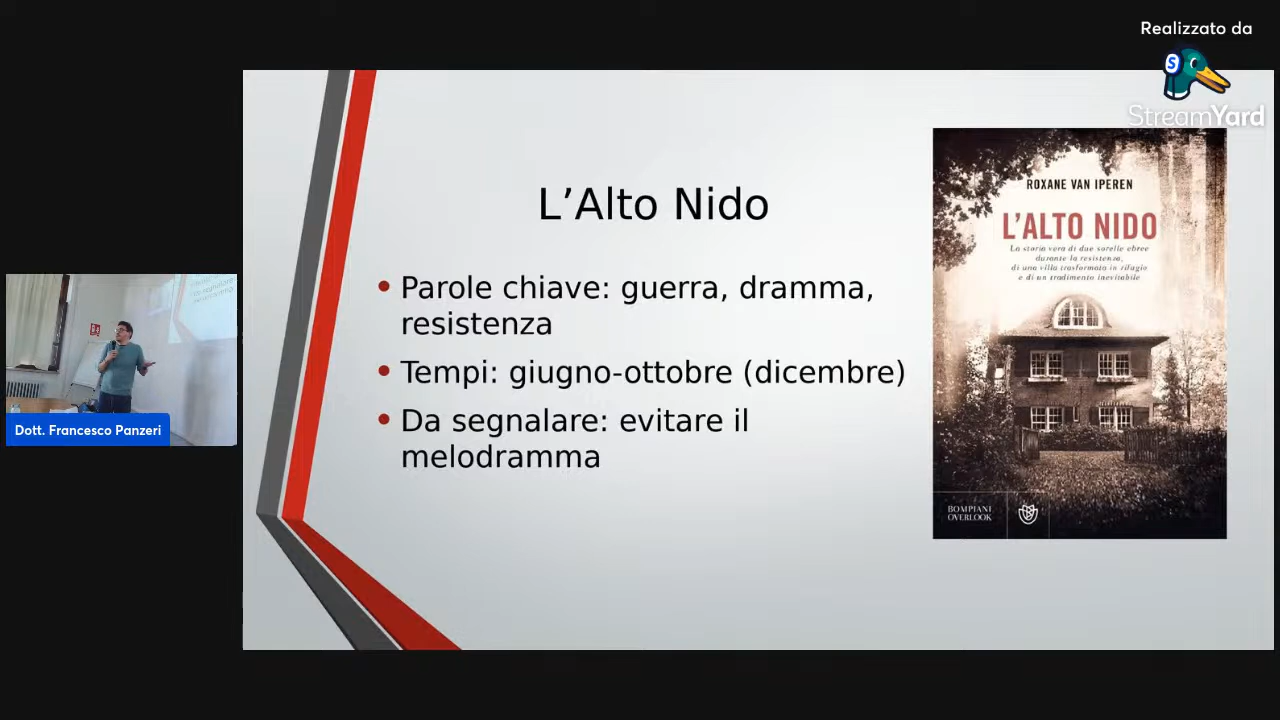 Realizzato da
StreamYard
L'Alto Nido
• Parole chiave: guerra, dramma,
resistenza
• Tempi: giugno-ottobre (dicembre)
• Da segnalare: evitare il
melodramma
ROXANE VAN IPEREN
L'ALTO NIDO
La storia vera di due sorelle ebree
durante la resistenza,
di una villa trasformata in rifugio
e di un tradimento inevitabile
BOMPIANI
OVERLOOK
Dott. Francesco Panzeri